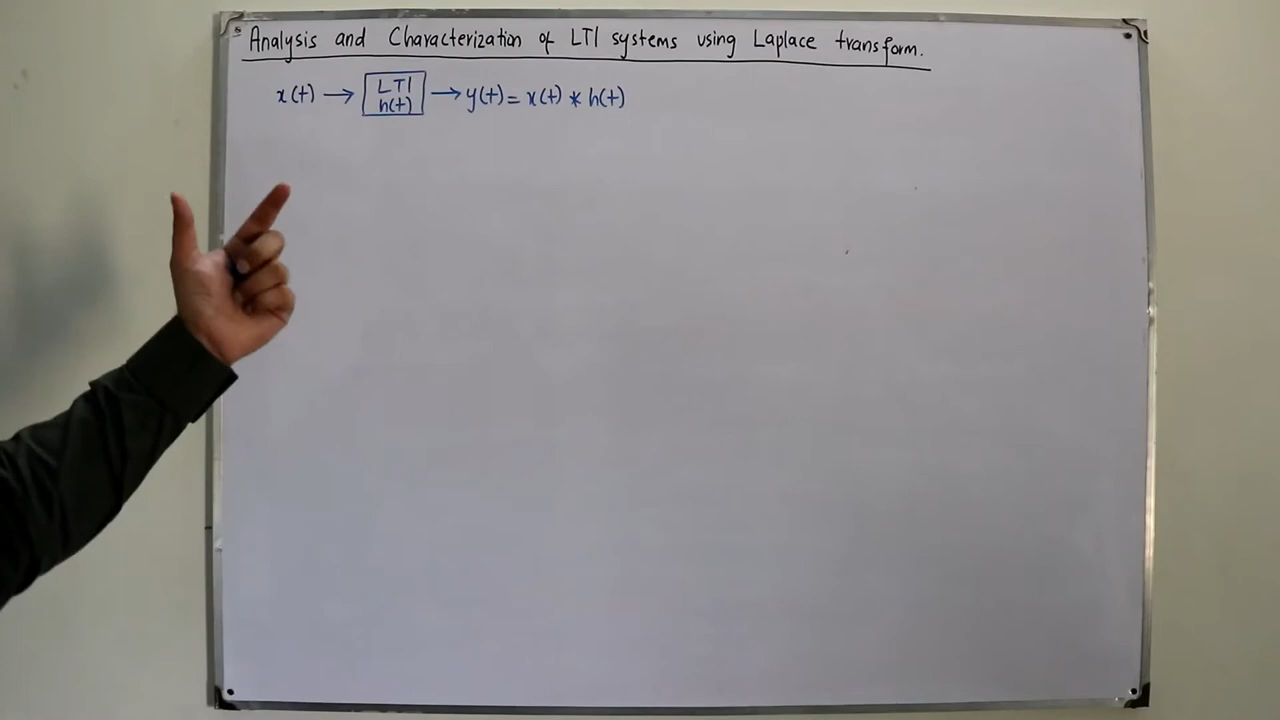 Analysis and Characterization of LTI systems using Laplace transform.
x(t) → LTI h(t) → y(t) = x(t) * h(t)